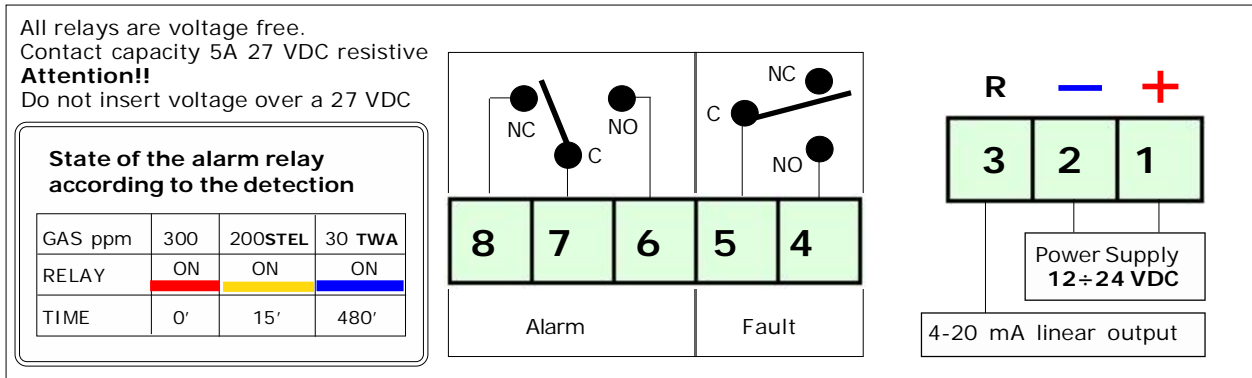 All relays are voltage free.
Contact capacity 5A 27 VDC resistive
Attention!!
Do not insert voltage over a 27 VDC
State of the alarm relay
according to the detection
GAS ppm 300 200STEL 30 TWA
RELAY ON ON ON
TIME 0' 15' 480'
NC NO
C
NC
C
NO
8 7 6 5 4
Alarm Fault
R — +
3 2 1
Power Supply
12÷24 VDC
4-20 mA linear output